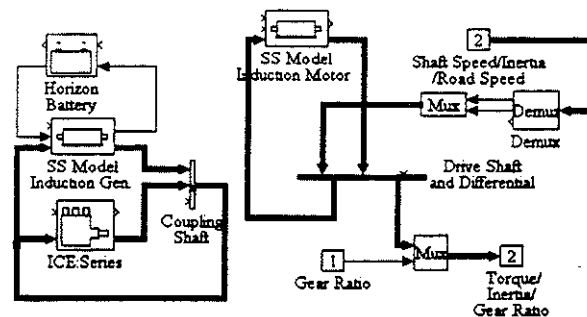 Horizon
Battery
SS Model
Induction Gen.
ICE:Series
Coupling
Shaft
SS Model
Induction Motor
2
Shaft Speed/Inertia
/Road Speed
Mux
Demux
Demux
Drive Shaft
and Differential
1
Gear Ratio
Mux
2
Torque/
Inertia/
Gear Ratio